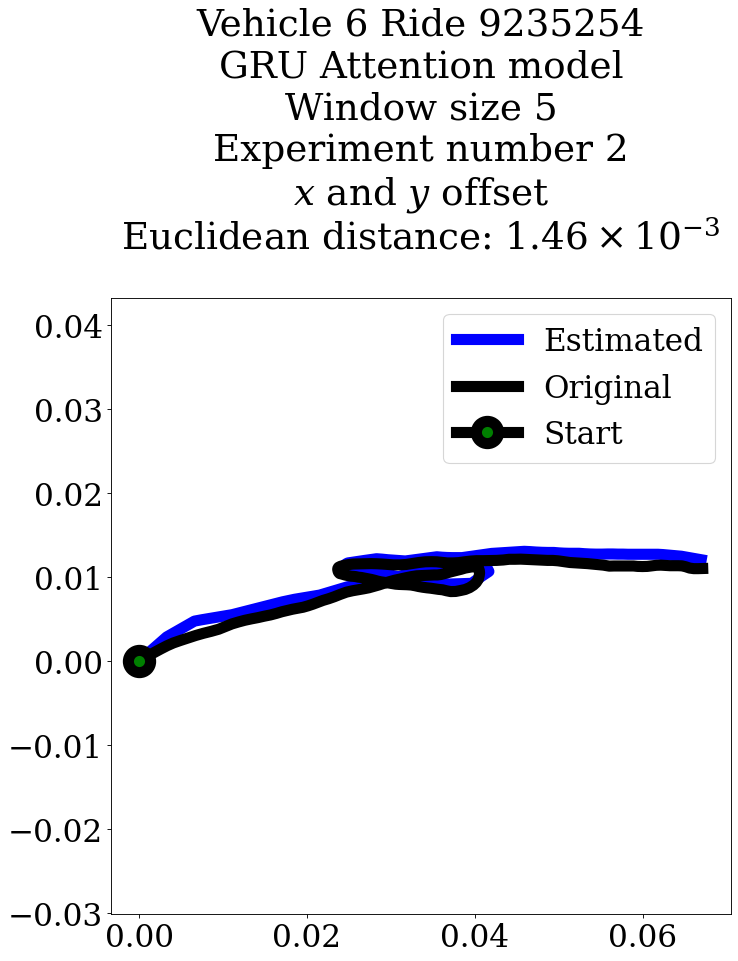 Vehicle 6 Ride 9235254
GRU Attention model
Window size 5
Experiment number 2
x and y offset
Euclidean distance: 1.46 × 10⁻³
Estimated
Original
Start
0.04
0.03
0.02
0.01
0.00
−0.01
−0.02
−0.03
0.00 0.02 0.04 0.06